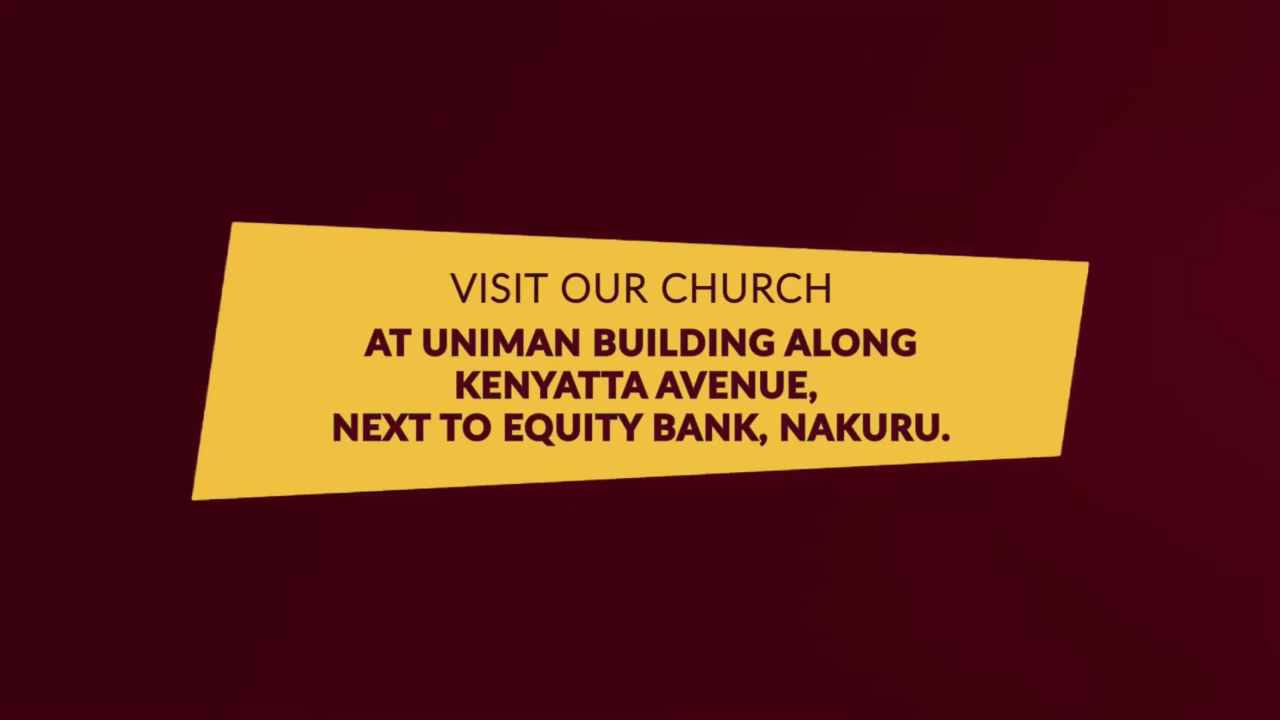 VISIT OUR CHURCH
AT UNIMAN BUILDING ALONG
KENYATTA AVENUE,
NEXT TO EQUITY BANK, NAKURU.